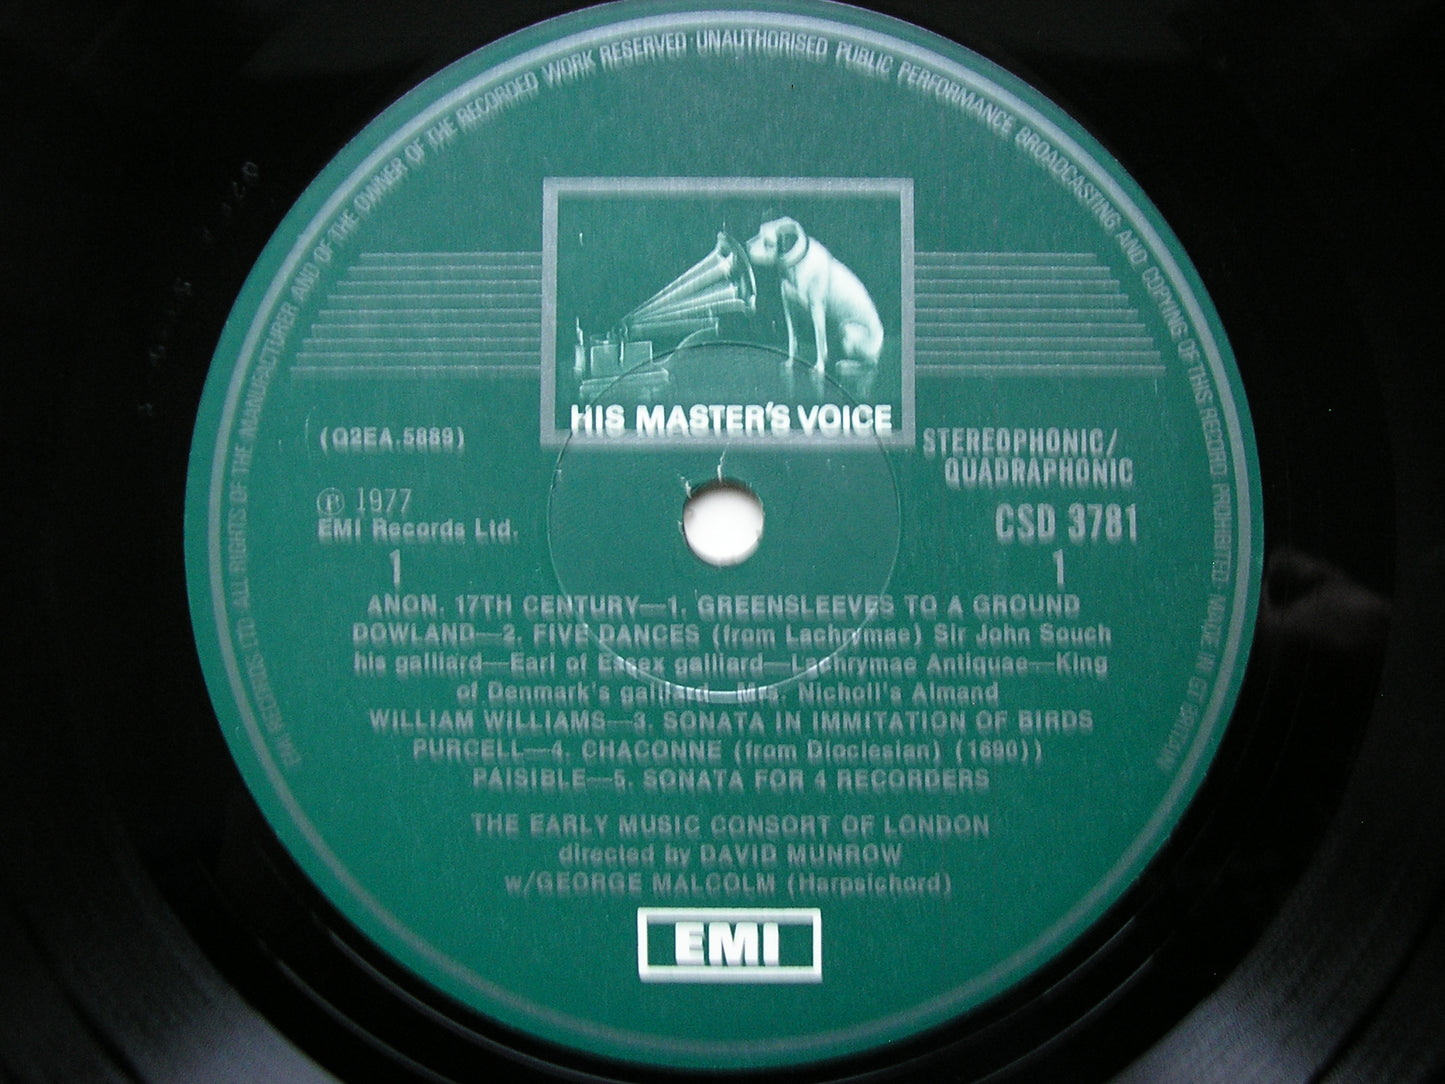 EMI RECORDS LTD · ALL RIGHTS OF THE MANUFACTURER AND OF THE OWNER OF THE RECORDED WORK RESERVED · UNAUTHORISED PUBLIC PERFORMANCE BROADCASTING AND COPYING OF THIS RECORD PROHIBITED · MADE IN GT BRITAIN
HIS MASTER'S VOICE
(Q2EA.5889)
STEREOPHONIC/
QUADRAPHONIC
℗ 1977
EMI Records Ltd.
CSD 3781
1
1
ANON. 17TH CENTURY—1. GREENSLEEVES TO A GROUND
DOWLAND—2. FIVE DANCES (from Lachrymae) Sir John Souch
his galliard—Earl of Essex galliard—Lachrymae Antiquae—King
of Denmark's galliard—Mrs. Nicholl's Almand
WILLIAM WILLIAMS—3. SONATA IN IMMITATION OF BIRDS
PURCELL—4. CHACONNE (from Dioclesian) (1690))
PAISIBLE—5. SONATA FOR 4 RECORDERS
THE EARLY MUSIC CONSORT OF LONDON
directed by DAVID MUNROW
w/GEORGE MALCOLM (Harpsichord)
EMI